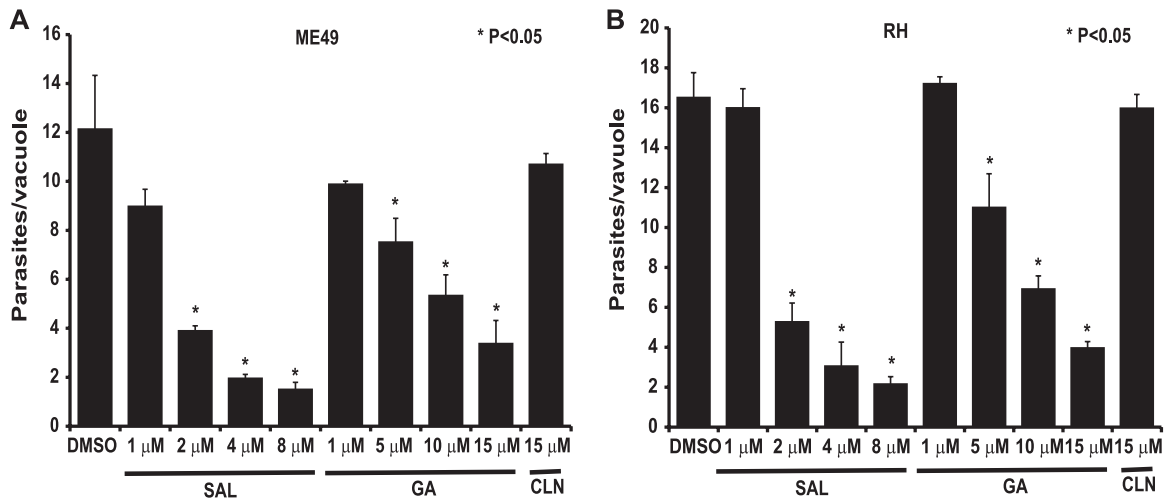 A
ME49
* P<0.05
Parasites/vacuole
16
14
12
10
8
6
4
2
0
*
*
*
*
*
*
DMSO 1 μM 2 μM 4 μM 8 μM 1 μM 5 μM 10 μM 15 μM 15 μM
SAL GA CLN
B
RH
* P<0.05
Parasites/vavuole
20
18
16
14
12
10
8
6
4
2
0
*
*
*
*
*
*
DMSO 1 μM 2 μM 4 μM 8 μM 1 μM 5 μM 10 μM 15 μM 15 μM
SAL GA CLN